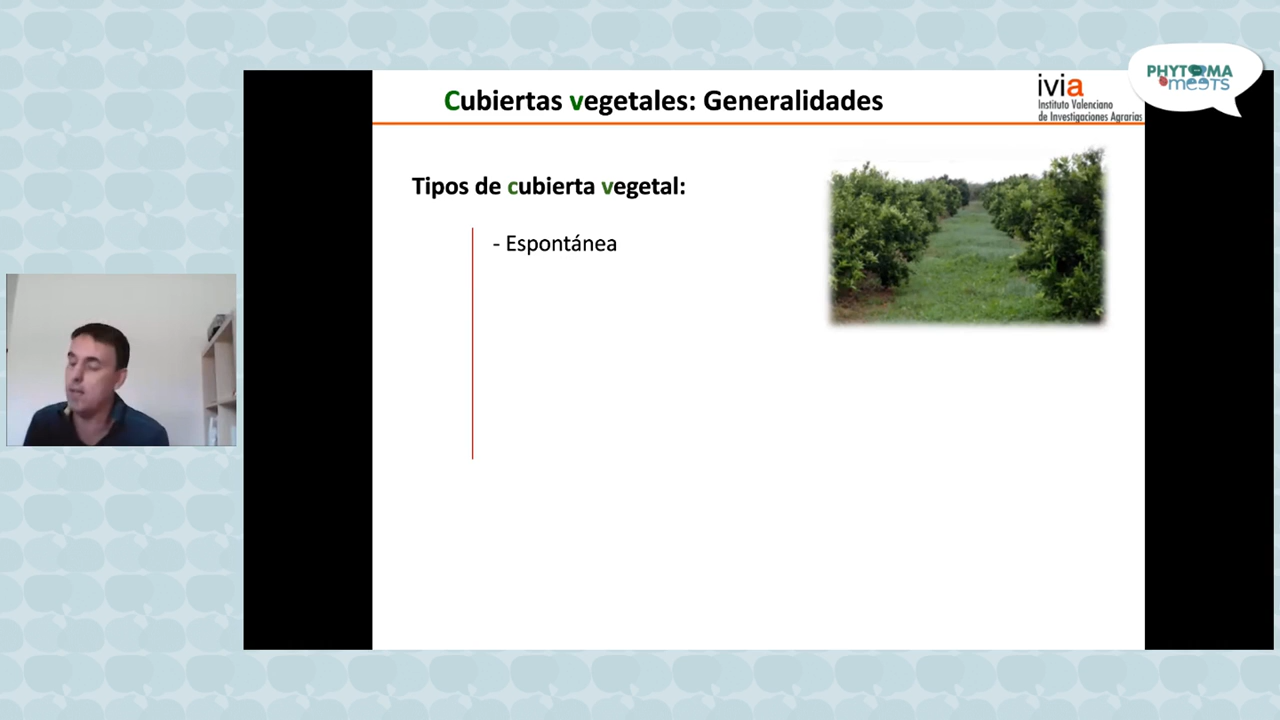 PHYTOMA
meets
Cubiertas vegetales: Generalidades
ivia
Instituto Valenciano
de Investigaciones Agrarias
Tipos de cubierta vegetal:
- Espontánea